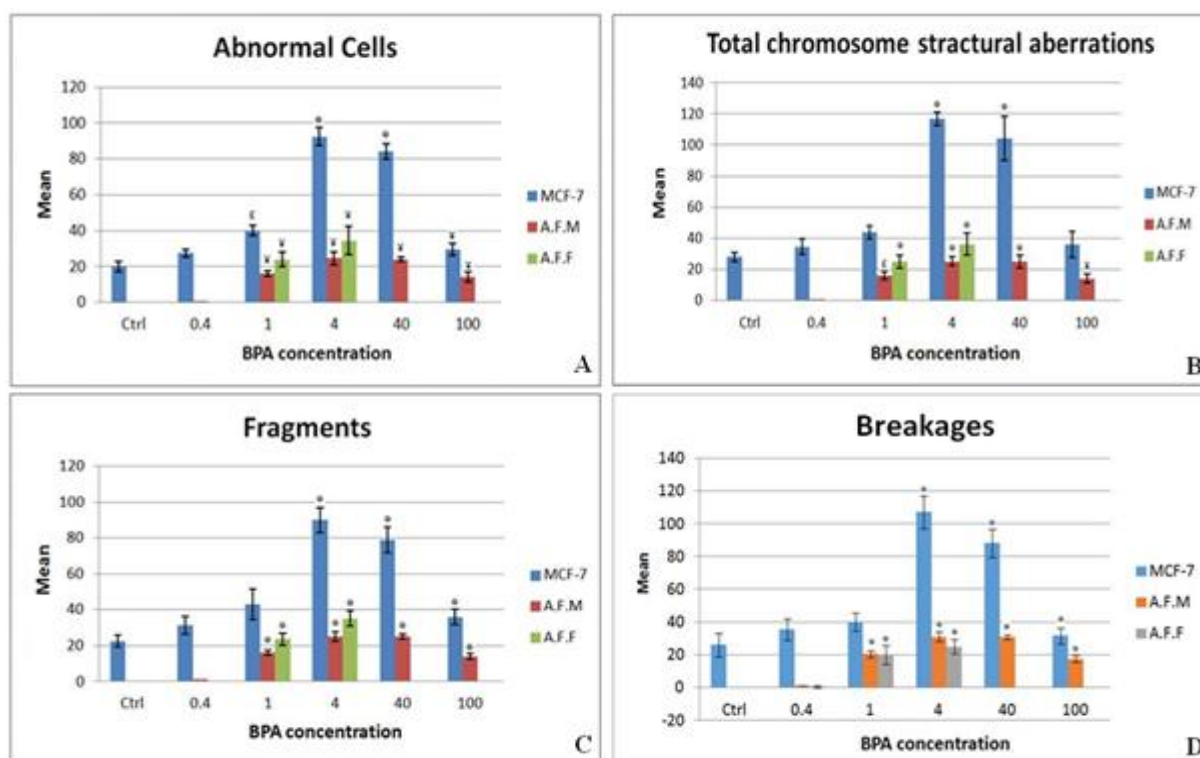 Abnormal Cells
120
100
80
60
40
20
0
Mean
* *
£ ¥ ¥ ¥ ¥ ¥ ¥ ¥
Ctrl 0.4 1 4 40 100
BPA concentration
MCF-7
A.F.M
A.F.F
A
Total chromosome stractural aberrations
140
120
100
80
60
40
20
0
Mean
* *
* * * * *
£ ¥
Ctrl 0.4 1 4 40 100
BPA concentration
MCF-7
A.F.M
A.F.F
B
Fragments
120
100
80
60
40
20
0
Mean
* *
* * * * * * *
Ctrl 0.4 1 4 40 100
BPA concentration
MCF-7
A.F.M
A.F.F
C
Breakages
140
120
100
80
60
40
20
0
-20
Mean
* *
* * * * * * *
Ctrl 0.4 1 4 40 100
BPA concentration
MCF-7
A.F.M
A.F.F
D